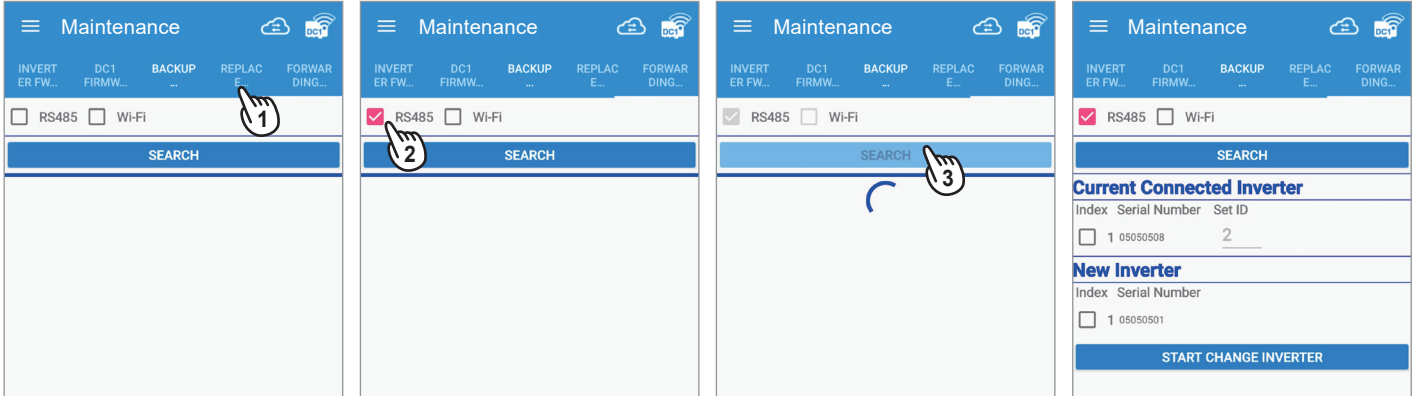 Maintenance
DC1
INVERT ER FW...
DC1 FIRMW...
BACKUP ...
REPLAC E...
FORWAR DING...
RS485 Wi-Fi
1
SEARCH
Maintenance
DC1
INVERT ER FW...
DC1 FIRMW...
BACKUP ...
REPLAC E...
FORWAR DING...
RS485 Wi-Fi
2
SEARCH
Maintenance
DC1
INVERT ER FW...
DC1 FIRMW...
BACKUP ...
REPLAC E...
FORWAR DING...
RS485 Wi-Fi
SEARCH
3
Maintenance
DC1
INVERT ER FW...
DC1 FIRMW...
BACKUP ...
REPLAC E...
FORWAR DING...
RS485 Wi-Fi
SEARCH
Current Connected Inverter
Index Serial Number Set ID
1 05050508 2
New Inverter
Index Serial Number
1 05050501
START CHANGE INVERTER